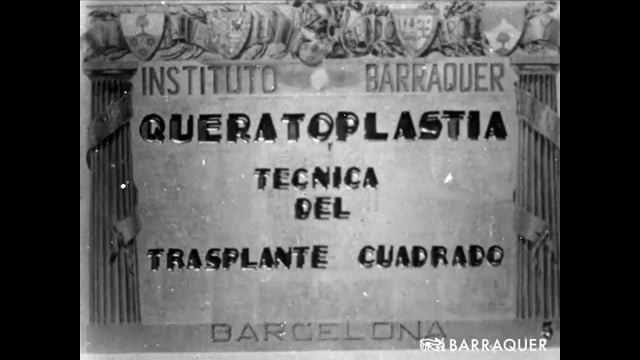 INSTITUTO BARRAQUER
QUERATOPLASTIA
TECNICA
DEL
TRASPLANTE CUADRADO
BARCELONA
5
BARRAQUER